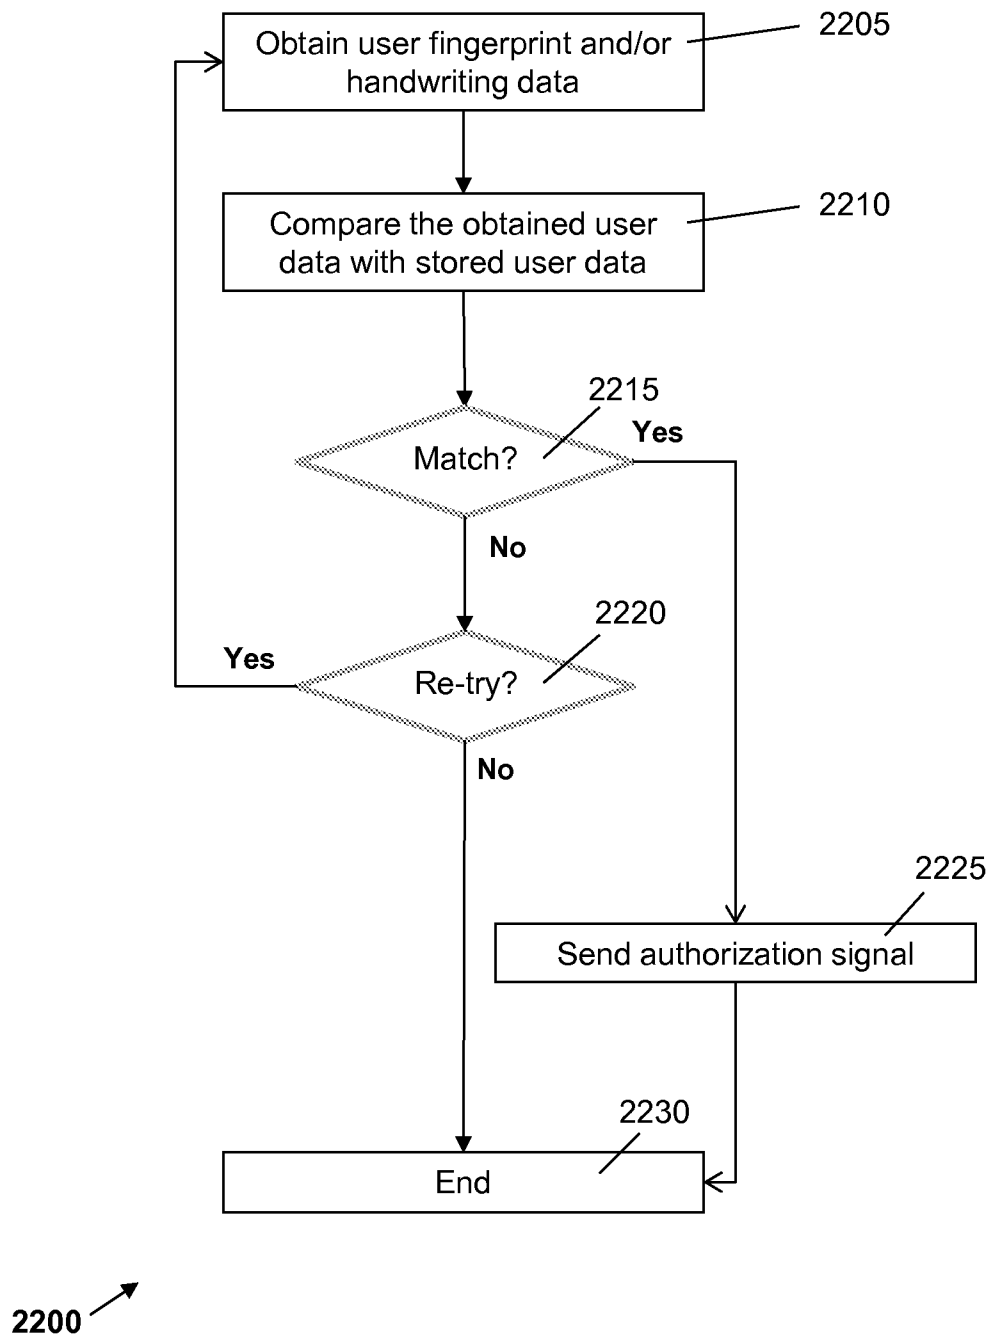 2205
Obtain user fingerprint and/or
handwriting data
2210
Compare the obtained user
data with stored user data
2215
Match?
Yes
No
2220
Re-try?
Yes
No
2225
Send authorization signal
2230
End
2200